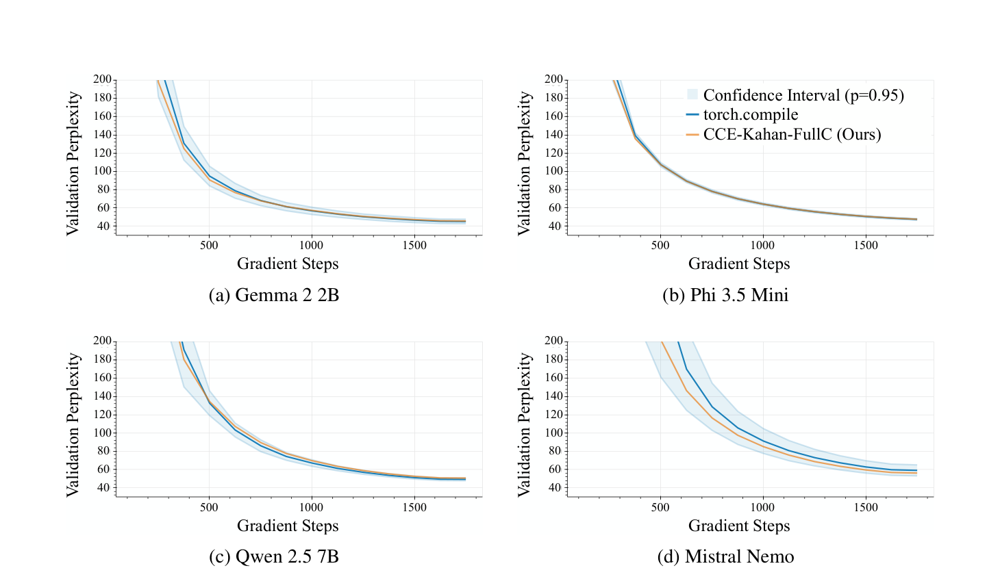 Validation Perplexity
200
180
160
140
120
100
80
60
40
500 1000 1500
Gradient Steps
(a) Gemma 2 2B
Validation Perplexity
200
180
160
140
120
100
80
60
40
Confidence Interval (p=0.95)
torch.compile
CCE-Kahan-FullC (Ours)
500 1000 1500
Gradient Steps
(b) Phi 3.5 Mini
Validation Perplexity
200
180
160
140
120
100
80
60
40
500 1000 1500
Gradient Steps
(c) Qwen 2.5 7B
Validation Perplexity
200
180
160
140
120
100
80
60
40
500 1000 1500
Gradient Steps
(d) Mistral Nemo